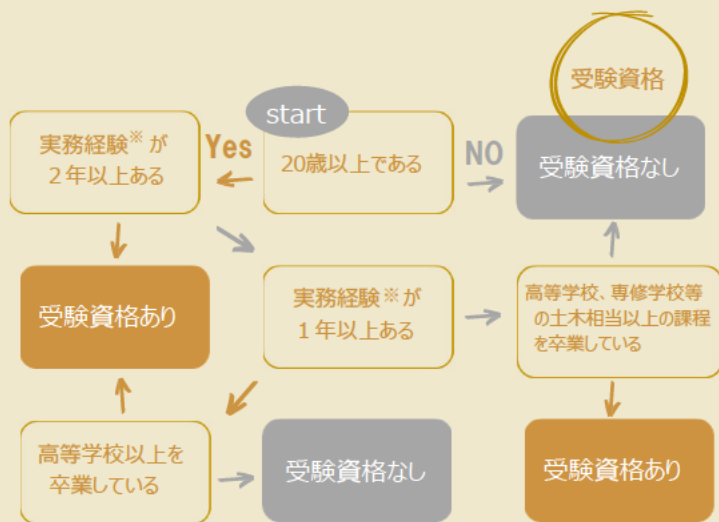 受験資格
start
20歳以上である
Yes
NO
実務経験※が
2年以上ある
受験資格なし
受験資格あり
実務経験※が
1年以上ある
高等学校、専修学校等
の土木相当以上の課程
を卒業している
高等学校以上を
卒業している
受験資格なし
受験資格あり